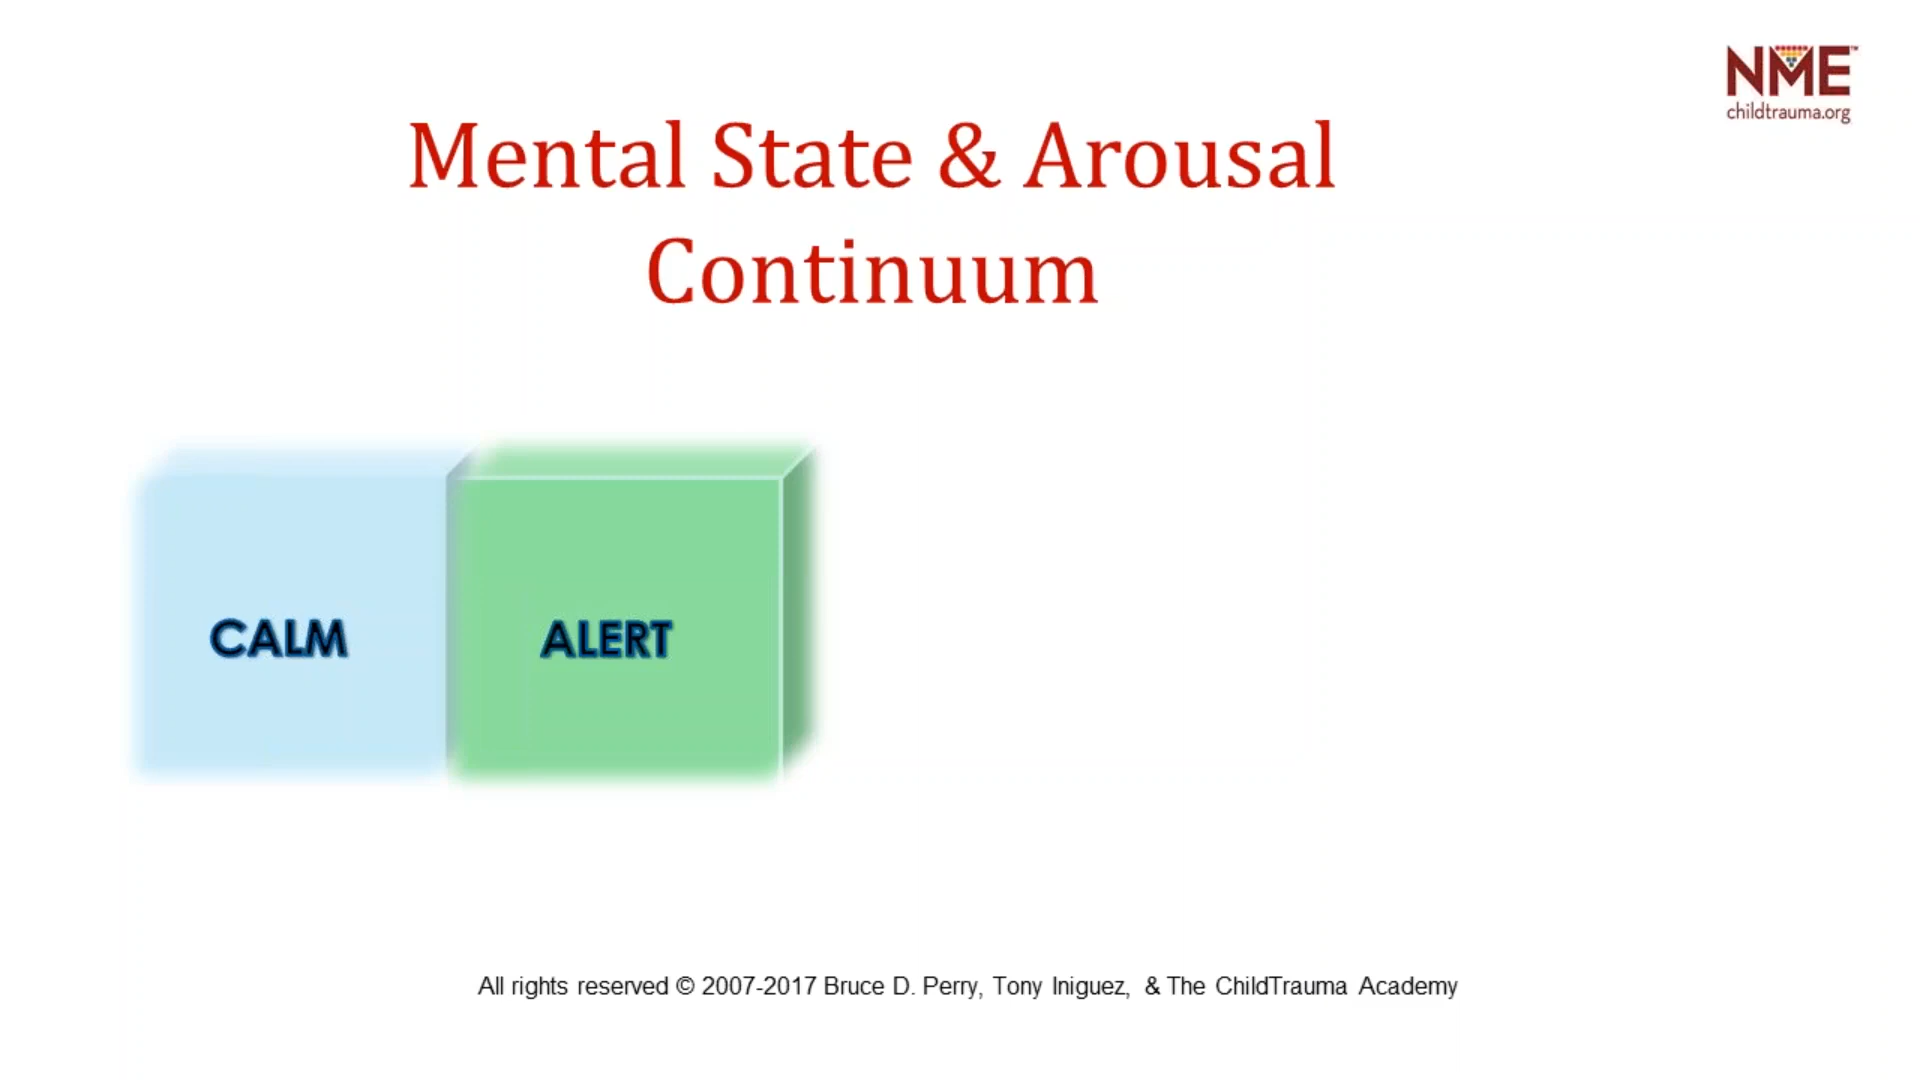 NME™
childtrauma.org
Mental State & Arousal
Continuum
CALM
ALERT
All rights reserved © 2007-2017 Bruce D. Perry, Tony Iniguez, & The ChildTrauma Academy